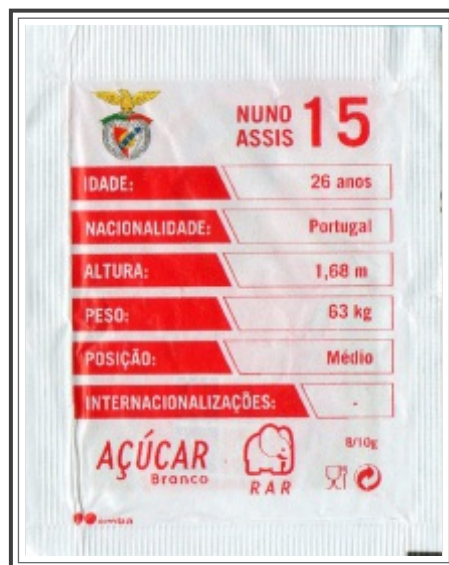 NUNO
ASSIS 15
IDADE: 26 anos
NACIONALIDADE: Portugal
ALTURA: 1,68 m
PESO: 63 kg
POSIÇÃO: Médio
INTERNACIONALIZAÇÕES: -
8/10g
AÇÚCAR
Branco
RAR